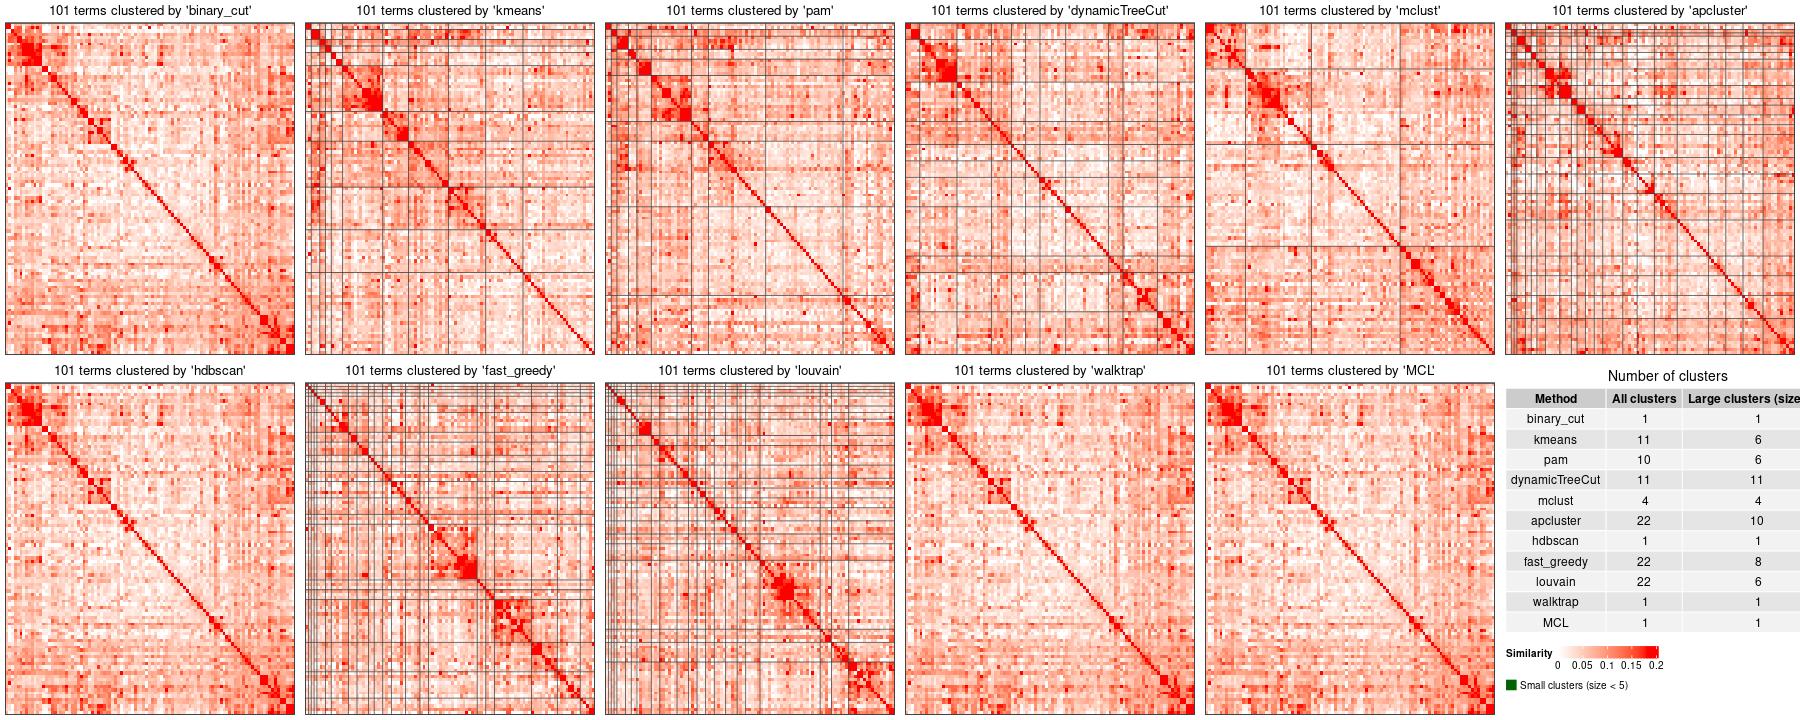 101 terms clustered by 'binary_cut'
101 terms clustered by 'kmeans'
101 terms clustered by 'pam'
101 terms clustered by 'dynamicTreeCut'
101 terms clustered by 'mclust'
101 terms clustered by 'apcluster'
101 terms clustered by 'hdbscan'
101 terms clustered by 'fast_greedy'
101 terms clustered by 'louvain'
101 terms clustered by 'walktrap'
101 terms clustered by 'MCL'
Number of clusters
Method All clusters Large clusters (size
binary_cut 1 1
kmeans 11 6
pam 10 6
dynamicTreeCut 11 11
mclust 4 4
apcluster 22 10
hdbscan 1 1
fast_greedy 22 8
louvain 22 6
walktrap 1 1
MCL 1 1
Similarity
0 0.05 0.1 0.15 0.2
Small clusters (size < 5)